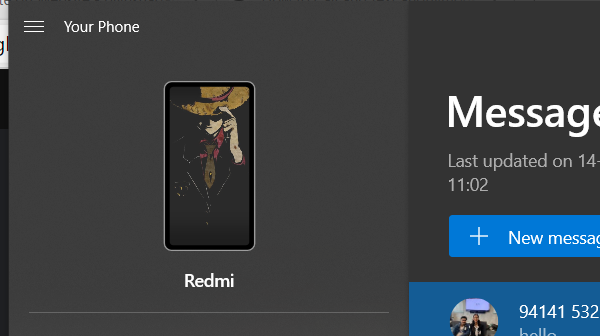 Your Phone
Redmi
Message
Last updated on 14-
11:02
New messag
94141 532
hello